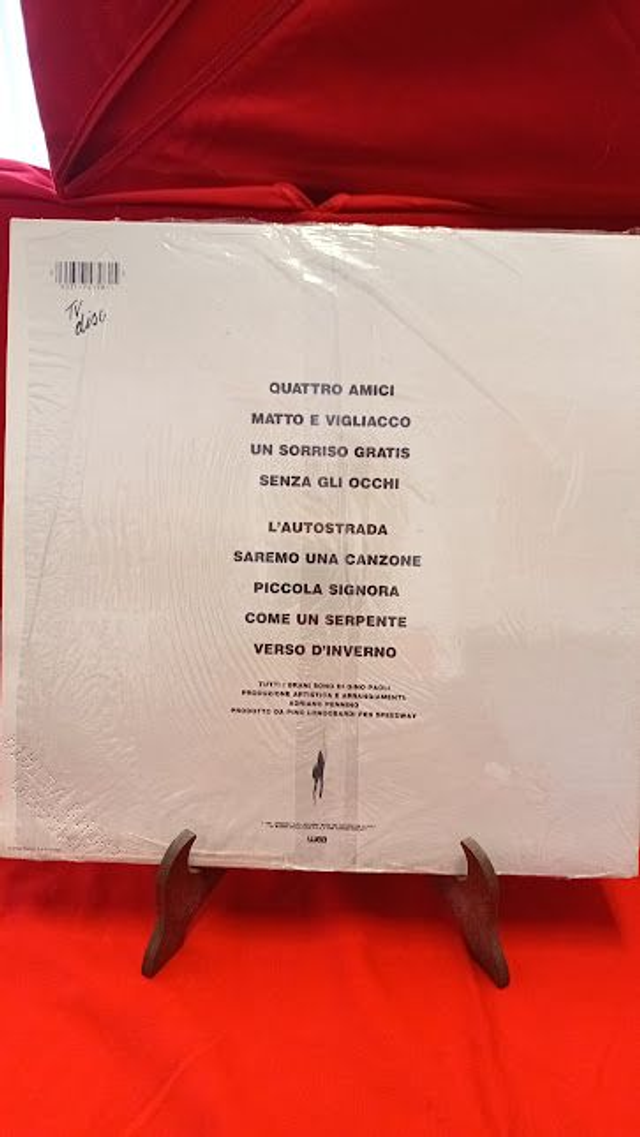 TV
disc
QUATTRO AMICI
MATTO E VIGLIACCO
UN SORRISO GRATIS
SENZA GLI OCCHI
L'AUTOSTRADA
SAREMO UNA CANZONE
PICCOLA SIGNORA
COME UN SERPENTE
VERSO D'INVERNO
TUTTI I BRANI SONO DI GINO PAOLI
PRODUZIONE ARTISTICA E ARRANGIAMENTI
ADRIANO PENNINO
PRODOTTO DA PINO LONGOBARDI PER SPEEDWAY
wea